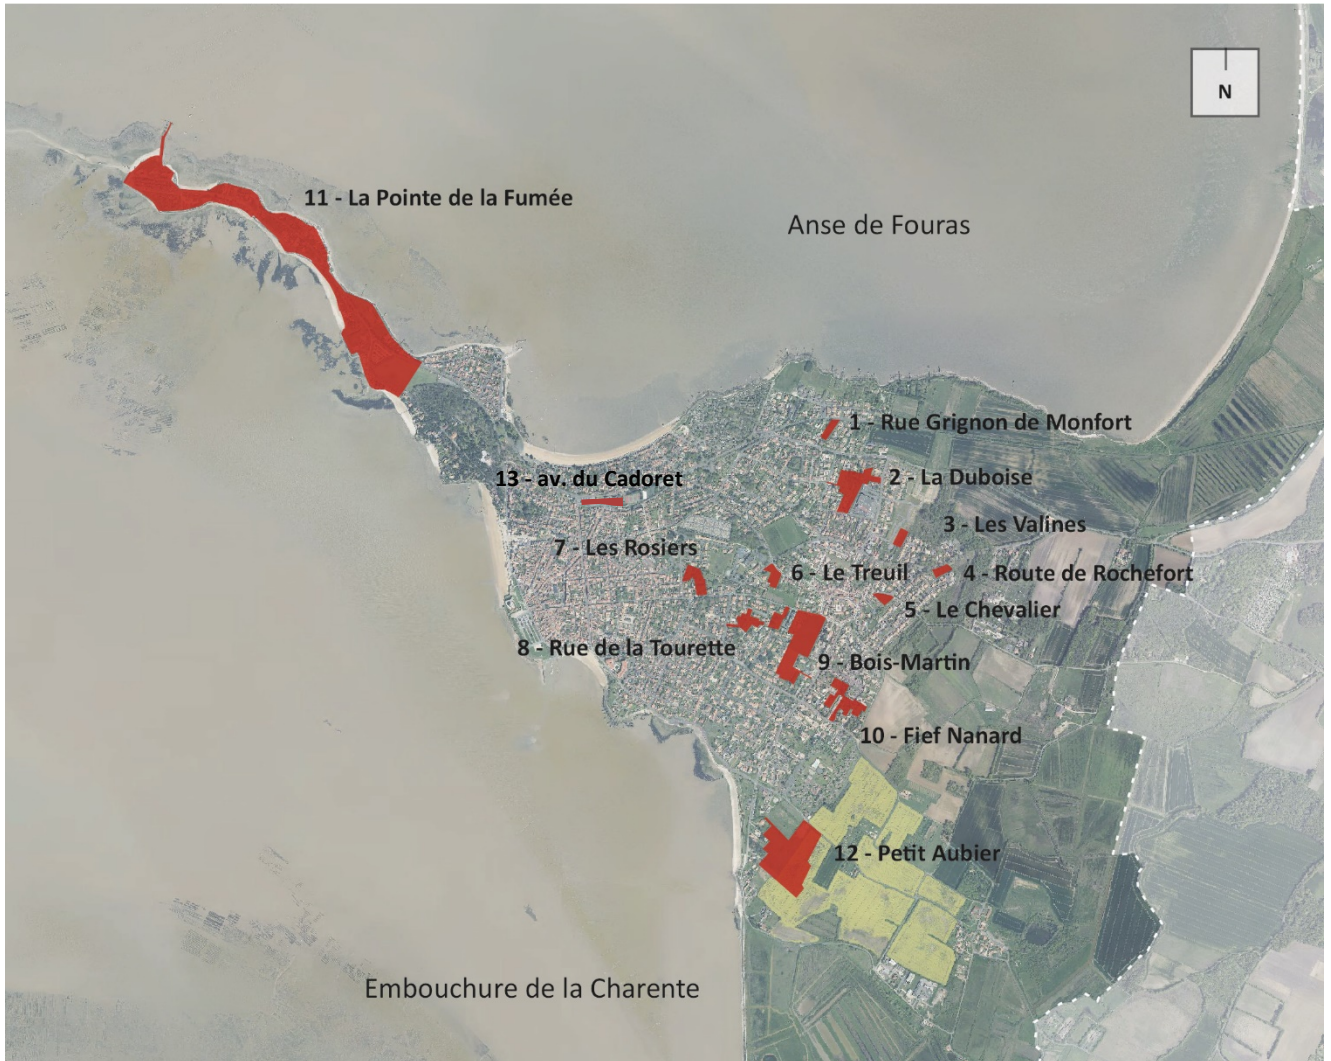 N
11 - La Pointe de la Fumée
Anse de Fouras
1 - Rue Grignon de Monfort
2 - La Duboise
13 - av. du Cadoret
3 - Les Valines
7 - Les Rosiers
6 - Le Treuil
4 - Route de Rochefort
5 - Le Chevalier
8 - Rue de la Tourette
9 - Bois-Martin
10 - Fief Nanard
12 - Petit Aubier
Embouchure de la Charente